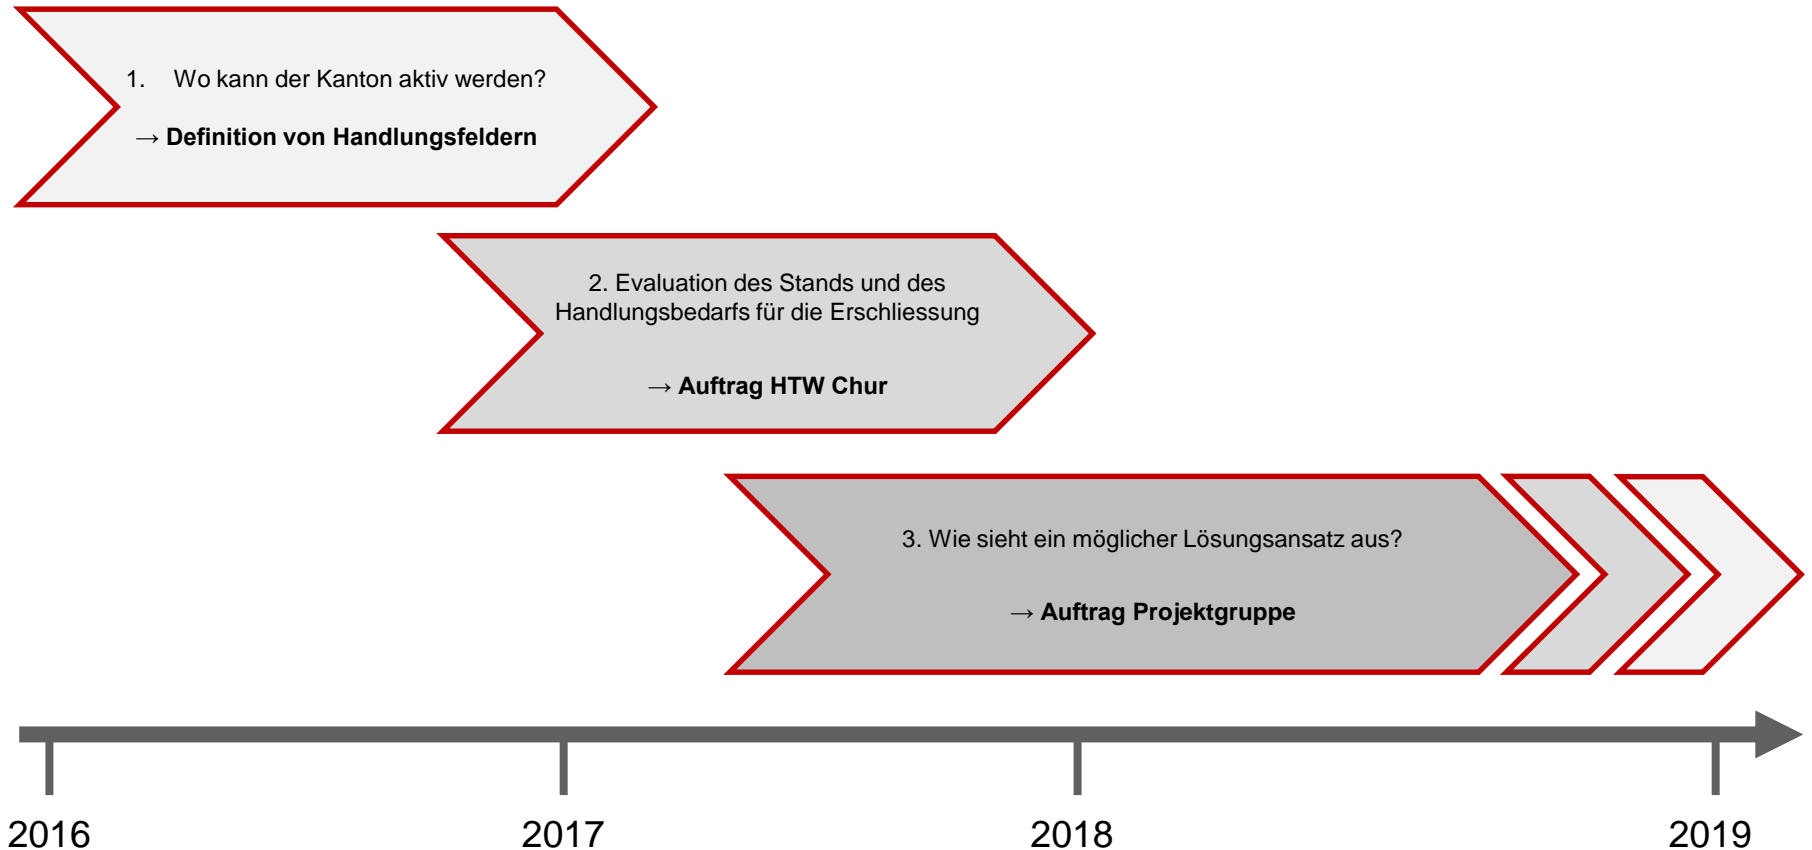 1. Wo kann der Kanton aktiv werden?
→ Definition von Handlungsfeldern
2. Evaluation des Stands und des
Handlungsbedarfs für die Erschliessung
→ Auftrag HTW Chur
3. Wie sieht ein möglicher Lösungsansatz aus?
→ Auftrag Projektgruppe
2016
2017
2018
2019